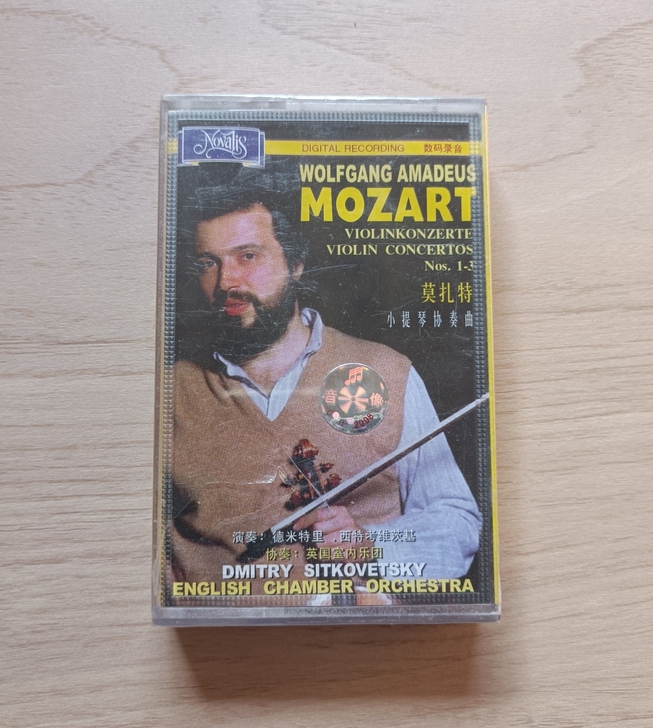 Novalis
DIGITAL RECORDING 数码录音
WOLFGANG AMADEUS
MOZART
VIOLINKONZERTE
VIOLIN CONCERTOS
Nos. 1-3
莫扎特
小提琴协奏曲
音像
演奏：德米特里．西特考维茨基
协奏：英国室内乐团
DMITRY SITKOVETSKY
ENGLISH CHAMBER ORCHESTRA